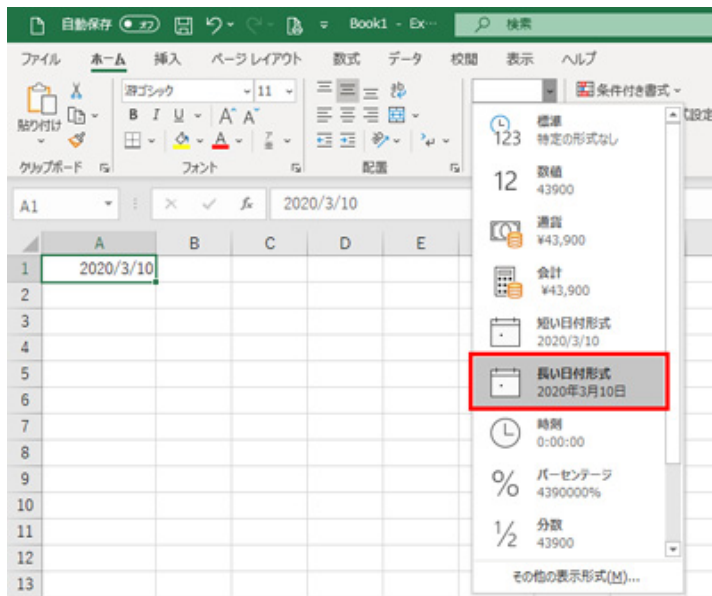 自動保存 オフ Book1 - Ex… 検索
ファイル ホーム 挿入 ページ レイアウト 数式 データ 校閲 表示 ヘルプ
貼り付け
游ゴシック 11
B I U A A
A
条件付き書式
クリップボード フォント 配置
A1 fx 2020/3/10
A B C D E
1 2020/3/10
2
3
4
5
6
7
8
9
10
11
12
13
123 標準
特定の形式なし
12 数値
43900
通貨
¥43,900
会計
¥43,900
短い日付形式
2020/3/10
長い日付形式
2020年3月10日
時刻
0:00:00
% パーセンテージ
4390000%
1/2 分数
43900
その他の表示形式(M)...